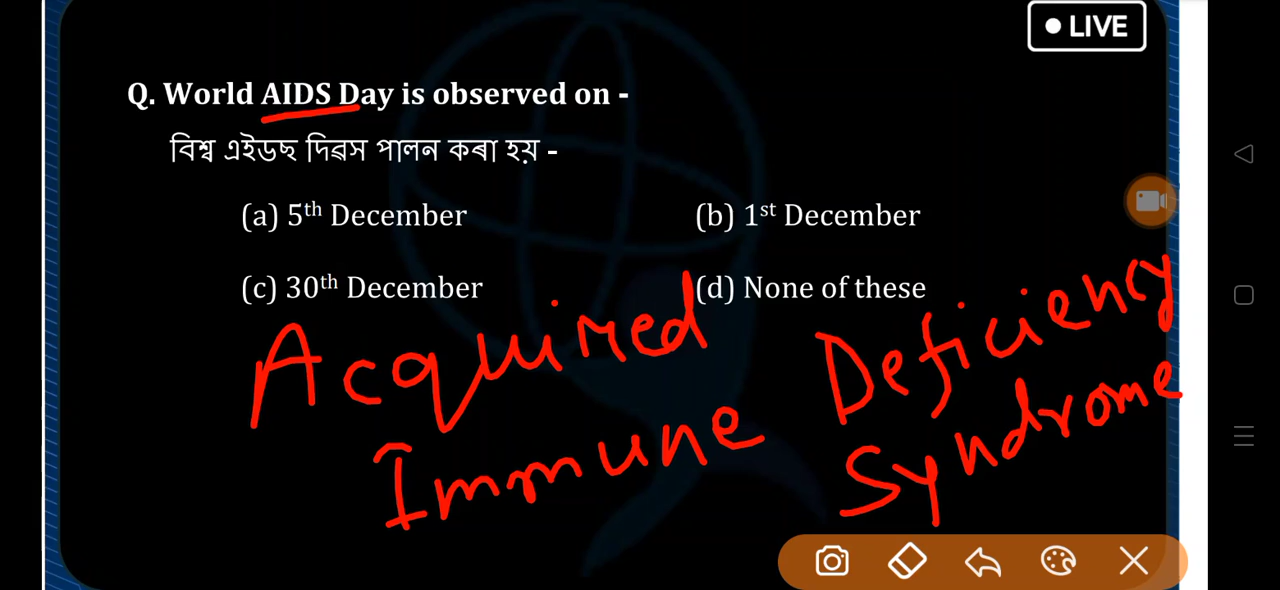 LIVE
Q. World AIDS Day is observed on -
বিশ্ব এইডছ দিৱস পালন কৰা হয় -
(a) 5th December
(b) 1st December
(c) 30th December
(d) None of these
Acquired
Immune
Deficiency
Syndrome